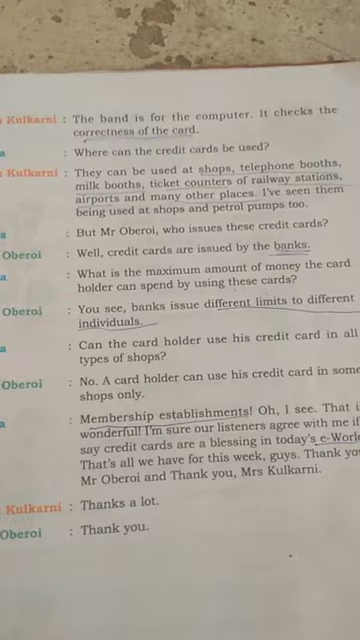 Kulkarni : The band is for the computer. It checks the
correctness of the card.
a : Where can the credit cards be used?
Kulkarni : They can be used at shops, telephone booths,
milk booths, ticket counters of railway stations,
airports and many other places. I've seen them
being used at shops and petrol pumps too.
a : But Mr Oberoi, who issues these credit cards?
Oberoi : Well, credit cards are issued by the banks.
a : What is the maximum amount of money the card
holder can spend by using these cards?
Oberoi : You see, banks issue different limits to different
individuals.
a : Can the card holder use his credit card in all
types of shops?
Oberoi : No. A card holder can use his credit card in some
shops only.
a : Membership establishments! Oh, I see. That i
wonderful! I'm sure our listeners agree with me if
say credit cards are a blessing in today's e-Worl
That's all we have for this week, guys. Thank yo
Mr Oberoi and Thank you, Mrs Kulkarni.
Kulkarni : Thanks a lot.
Oberoi : Thank you.